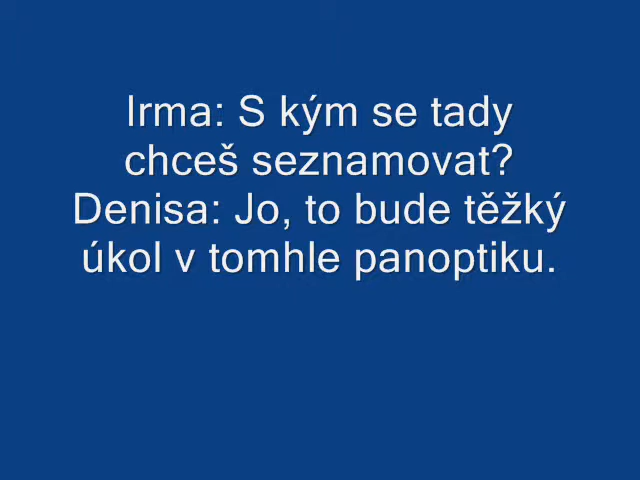 Irma: S kým se tady
chceš seznamovat?
Denisa: Jo, to bude těžký
úkol v tomhle panoptiku.